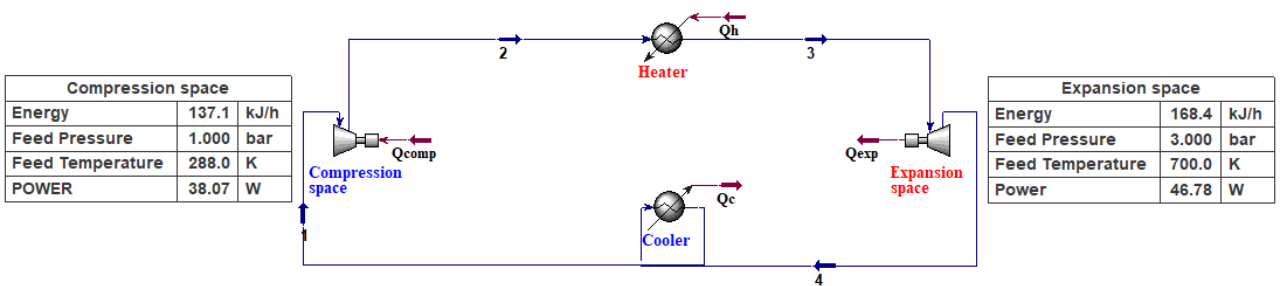 Qh
2
3
Heater
Compression space
Energy 137.1 kJ/h
Feed Pressure 1.000 bar
Feed Temperature 288.0 K
POWER 38.07 W
Qcomp
Compression
space
Qexp
Expansion
space
Expansion space
Energy 168.4 kJ/h
Feed Pressure 3.000 bar
Feed Temperature 700.0 K
Power 46.78 W
Qc
Cooler
1
4